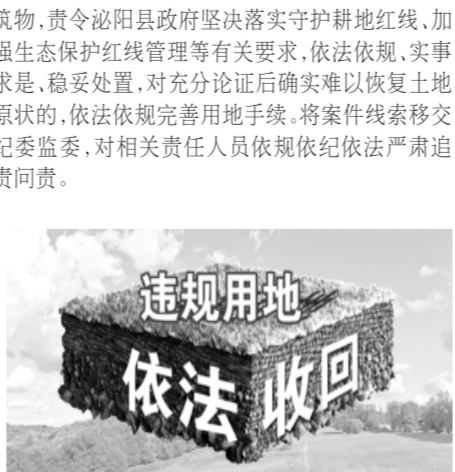 筑物,责令泌阳县政府坚决落实守护耕地红线、加
强生态保护红线管理等有关要求,依法依规、实事
求是、稳妥处置,对充分论证后确实难以恢复土地
原状的,依法依规完善用地手续。将案件线索移交
纪委监委,对相关责任人员依规依纪依法严肃追
责问责。
违规用地
依法 收回